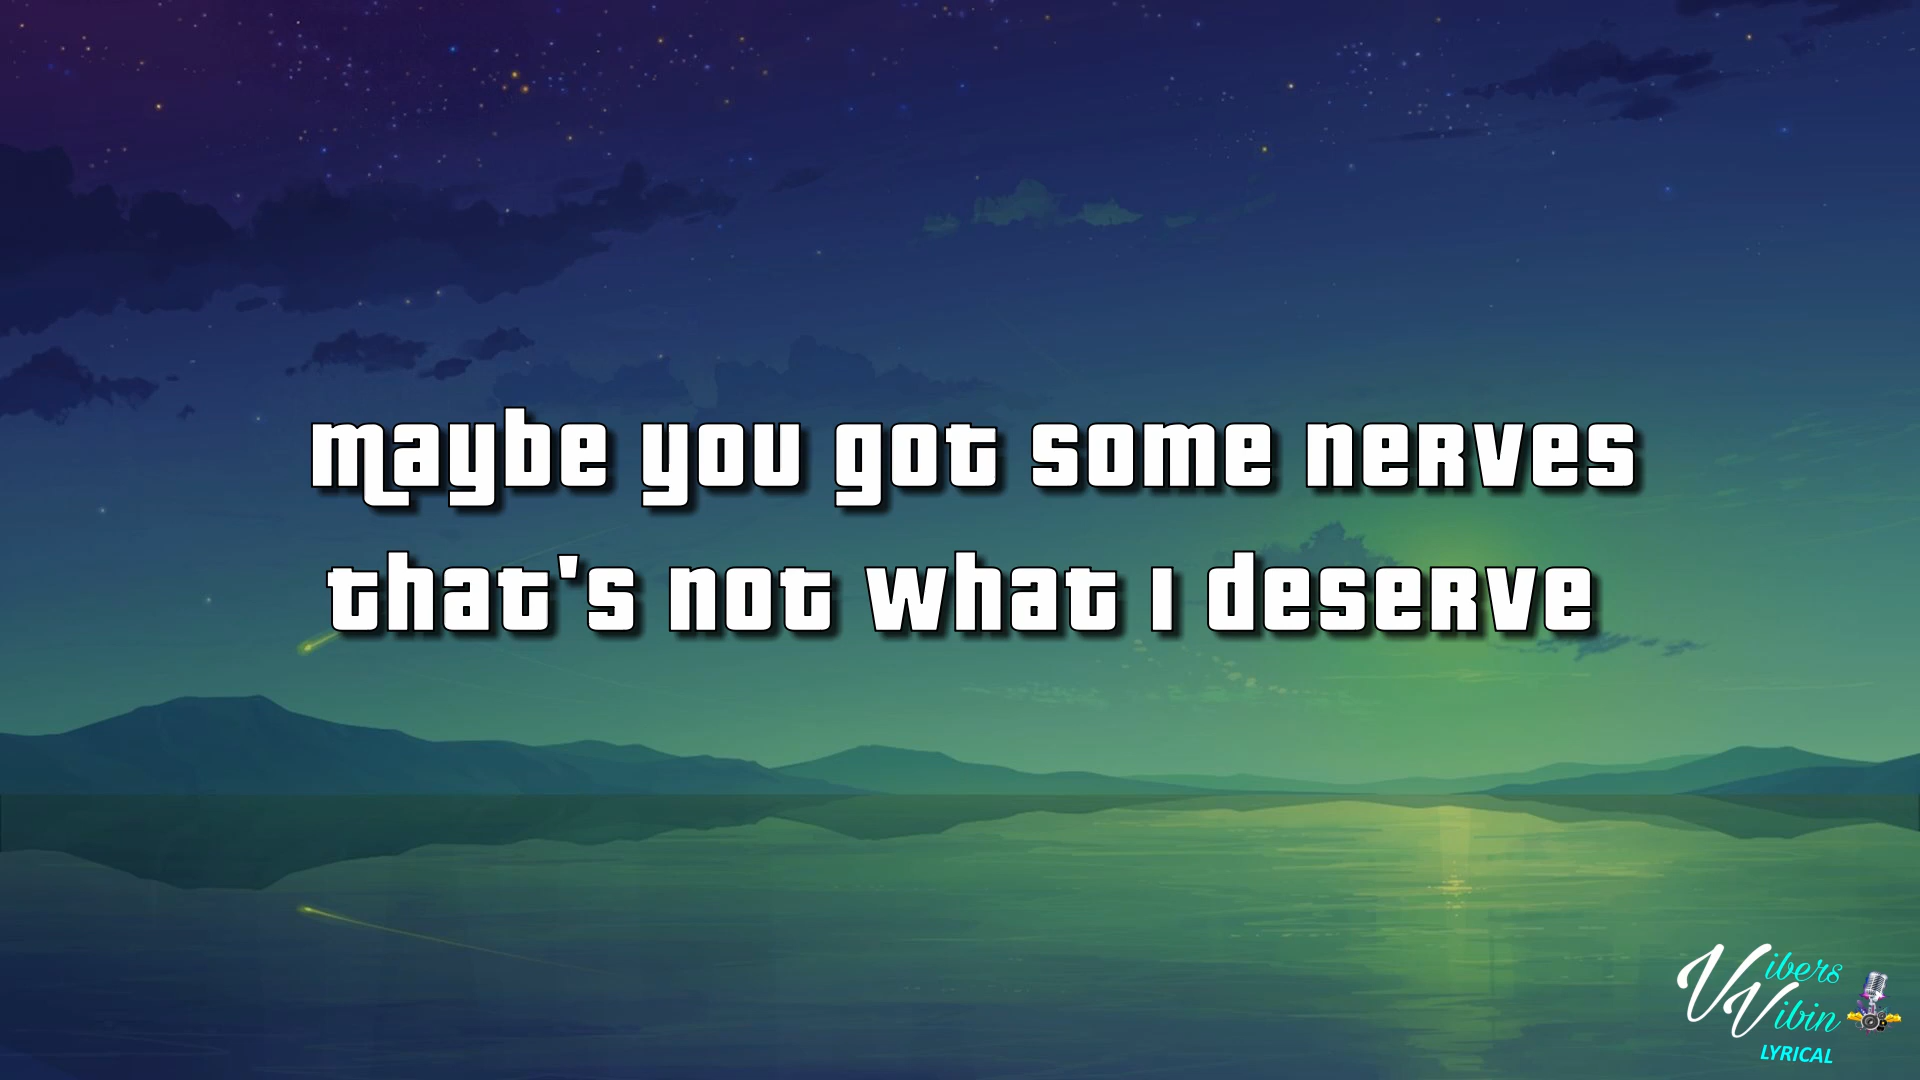 maybe you got some nerves
that's not what I deserve
Vibers
Vibin
LYRICAL